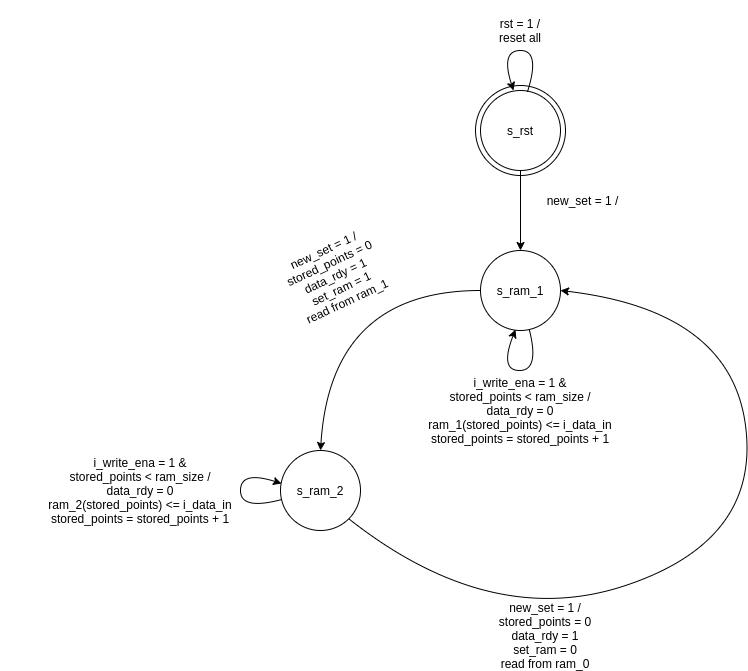 rst = 1 /
reset all
s_rst
new_set = 1 /
new_set = 1 /
stored_points = 0
data_rdy = 1
set_ram = 1
read from ram_1
s_ram_1
i_write_ena = 1 &
stored_points < ram_size /
data_rdy = 0
ram_1(stored_points) <= i_data_in
stored_points = stored_points + 1
i_write_ena = 1 &
stored_points < ram_size /
data_rdy = 0
ram_2(stored_points) <= i_data_in
stored_points = stored_points + 1
s_ram_2
new_set = 1 /
stored_points = 0
data_rdy = 1
set_ram = 0
read from ram_0